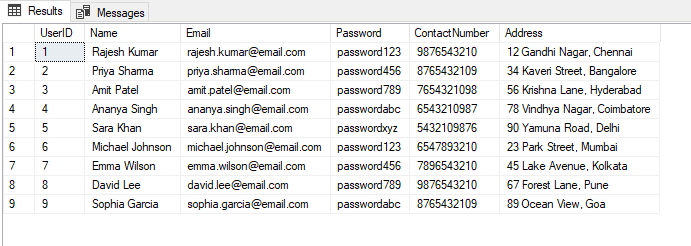 Results Messages
UserID Name Email Password ContactNumber Address
1 1 Rajesh Kumar rajesh.kumar@email.com password123 9876543210 12 Gandhi Nagar, Chennai
2 2 Priya Sharma priya.sharma@email.com password456 8765432109 34 Kaveri Street, Bangalore
3 3 Amit Patel amit.patel@email.com password789 7654321098 56 Krishna Lane, Hyderabad
4 4 Ananya Singh ananya.singh@email.com passwordabc 6543210987 78 Vindhya Nagar, Coimbatore
5 5 Sara Khan sara.khan@email.com passwordxyz 5432109876 90 Yamuna Road, Delhi
6 6 Michael Johnson michael.johnson@email.com password123 6547893210 23 Park Street, Mumbai
7 7 Emma Wilson emma.wilson@email.com password456 7896543210 45 Lake Avenue, Kolkata
8 8 David Lee david.lee@email.com password789 9876543210 67 Forest Lane, Pune
9 9 Sophia Garcia sophia.garcia@email.com passwordabc 8765432109 89 Ocean View, Goa